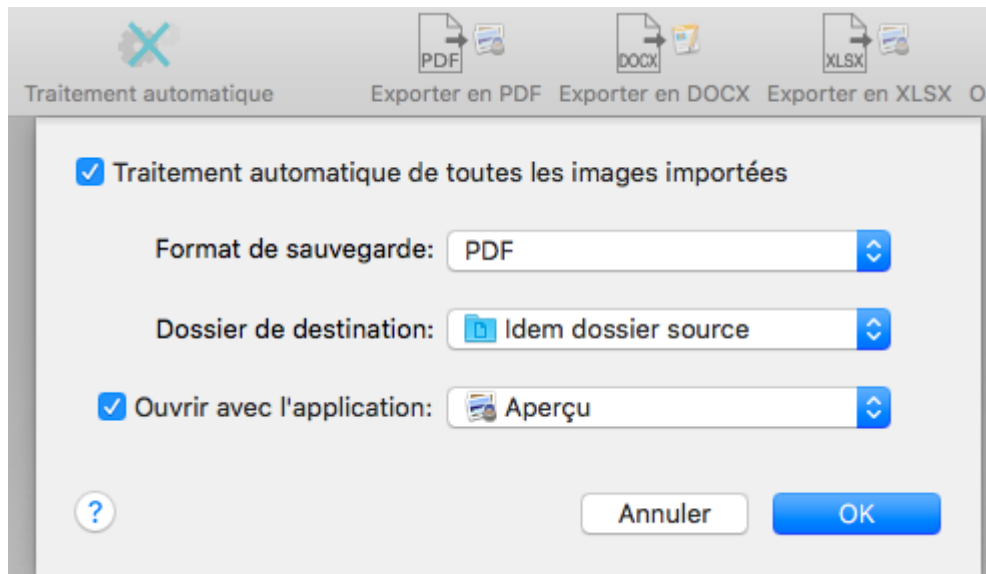 PDF DOCX XLSX
Traitement automatique Exporter en PDF Exporter en DOCX Exporter en XLSX O
Traitement automatique de toutes les images importées
Format de sauvegarde: PDF
Dossier de destination: Idem dossier source
Ouvrir avec l'application: Aperçu
? Annuler OK